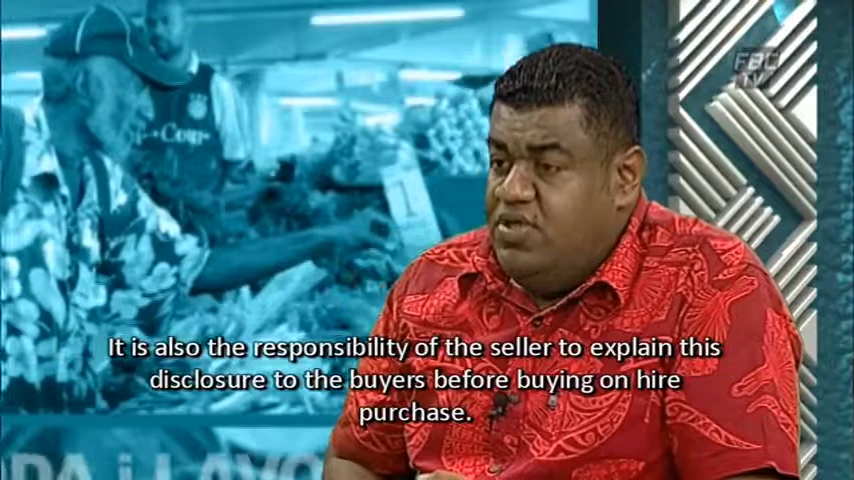 FBC
TV
1
It is also the responsibility of the seller to explain this
disclosure to the buyers before buying on hire
purchase.